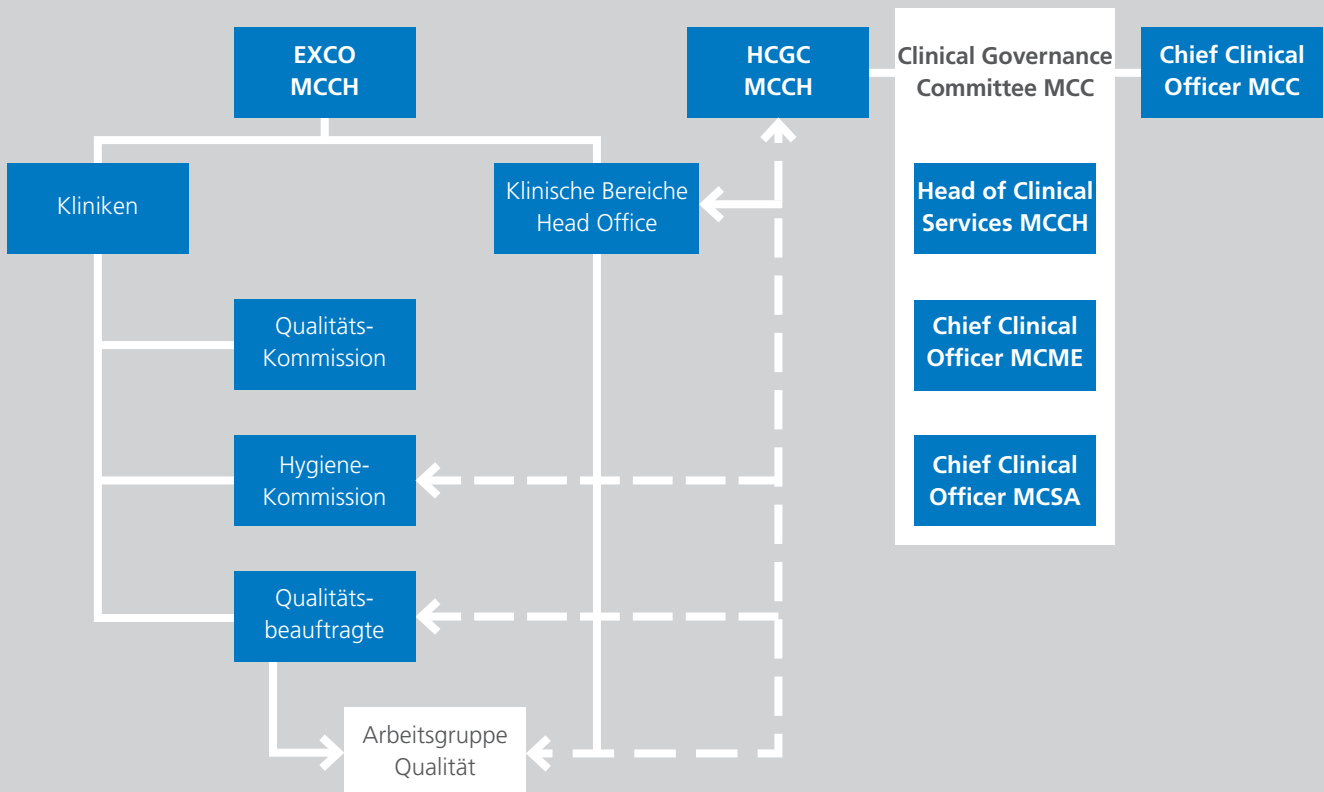 EXCO
MCCH
HCGC
MCCH
Clinical Governance
Committee MCC
Chief Clinical
Officer MCC
Kliniken
Klinische Bereiche
Head Office
Head of Clinical
Services MCCH
Qualitäts-
Kommission
Chief Clinical
Officer MCME
Hygiene-
Kommission
Chief Clinical
Officer MCSA
Qualitäts-
beauftragte
Arbeitsgruppe
Qualität